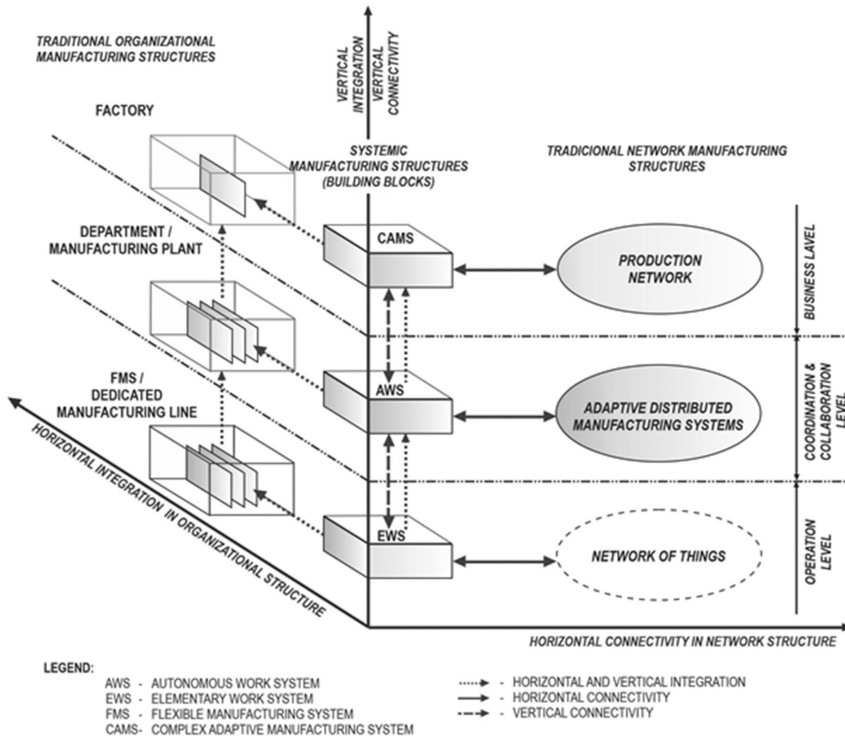 TRADITIONAL ORGANIZATIONAL
MANUFACTURING STRUCTURES
VERTICAL
INTEGRATION
VERTICAL
CONNECTIVITY
FACTORY
SYSTEMIC
MANUFACTURING STRUCTURES
(BUILDING BLOCKS)
TRADICIONAL NETWORK MANUFACTURING
STRUCTURES
CAMS
DEPARTMENT /
MANUFACTURING PLANT
PRODUCTION
NETWORK
BUSINESS LAVEL
FMS /
DEDICATED
MANUFACTURING LINE
AWS
ADAPTIVE DISTRIBUTED
MANUFACTURING SYSTEMS
COORDINATION &
COLLABORATION
LEVEL
HORIZONTAL INTEGRATION IN ORGANIZATIONAL
STRUCTURE
EWS
NETWORK OF THINGS
OPERATION
LEVEL
HORIZONTAL CONNECTIVITY IN NETWORK STRUCTURE
LEGEND:
AWS - AUTONOMOUS WORK SYSTEM
EWS - ELEMENTARY WORK SYSTEM
FMS - FLEXIBLE MANUFACTURING SYSTEM
CAMS- COMPLEX ADAPTIVE MANUFACTURING SYSTEM
- HORIZONTAL AND VERTICAL INTEGRATION
- HORIZONTAL CONNECTIVITY
- VERTICAL CONNECTIVITY